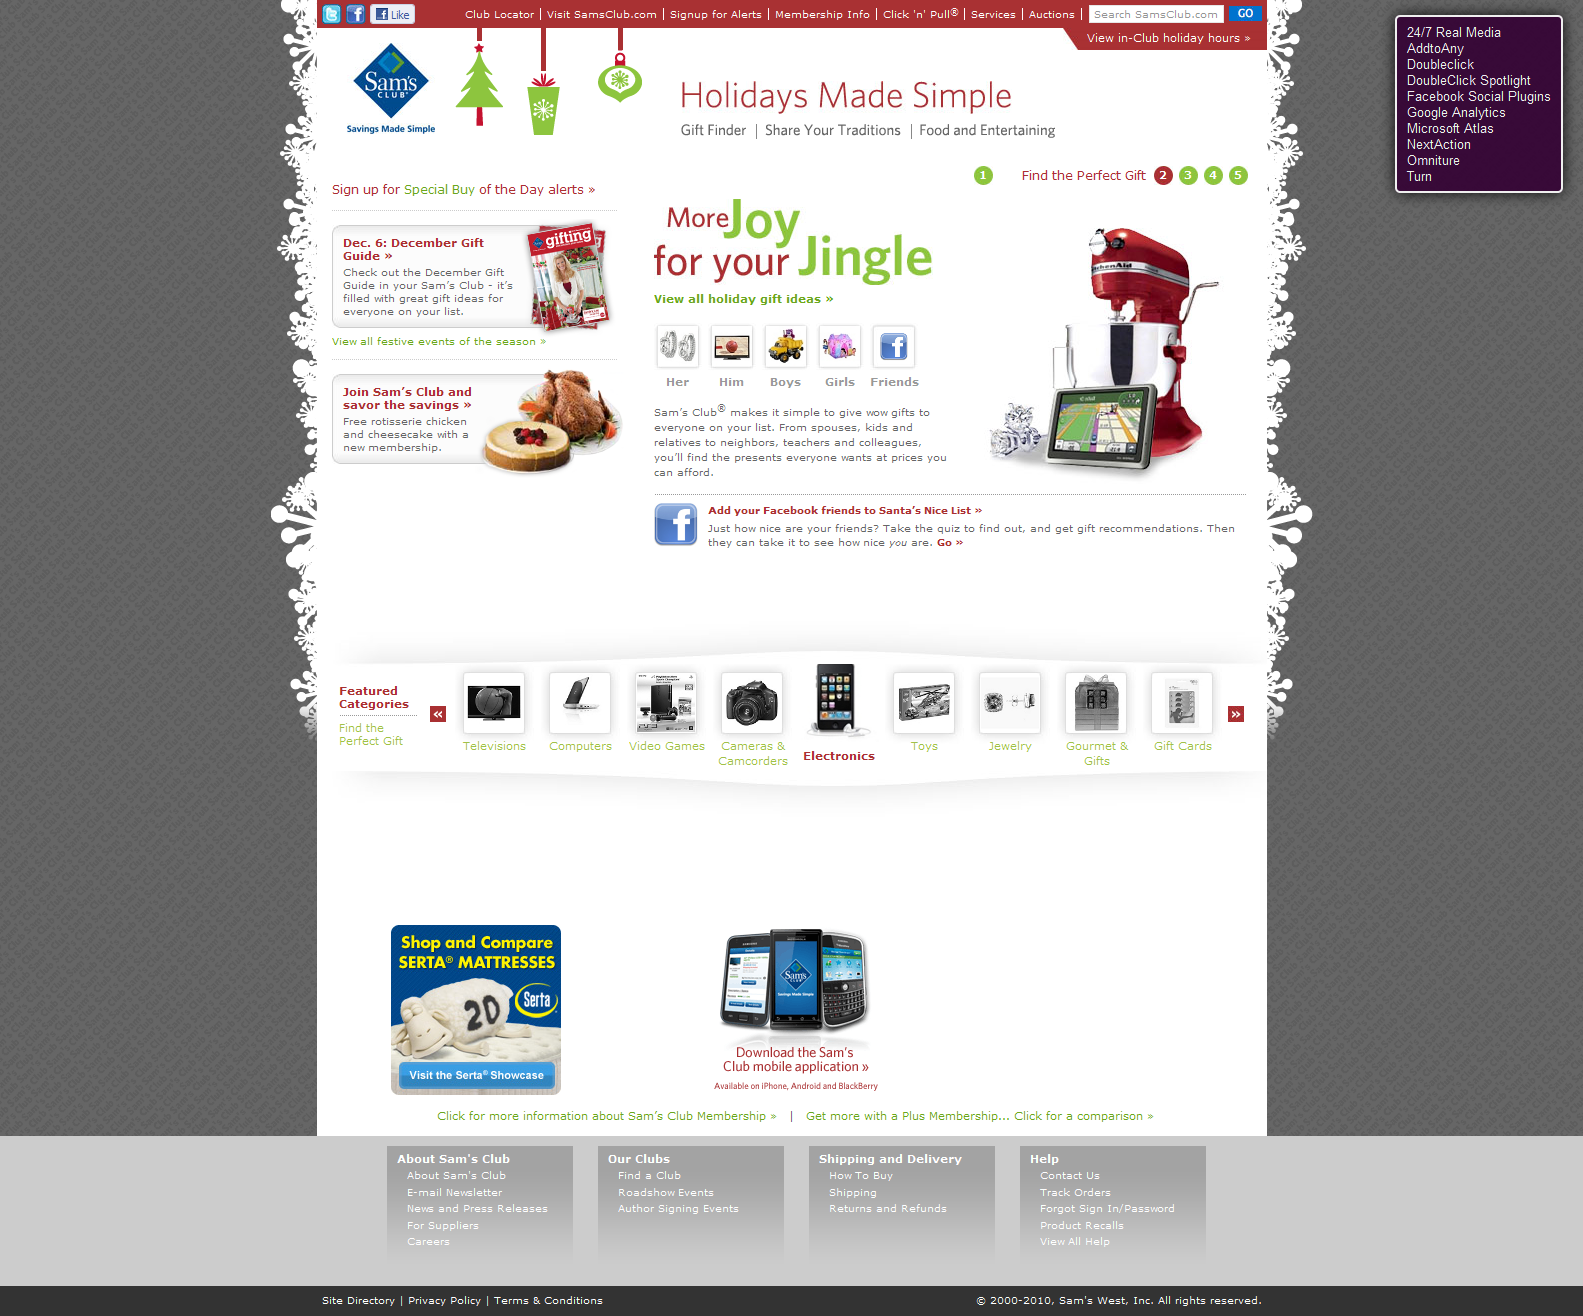 Like
Club Locator | Visit SamsClub.com | Signup for Alerts | Membership Info | Click 'n' Pull® | Services | Auctions |
Search SamsClub.com
GO
View in-Club holiday hours »
24/7 Real Media
AddtoAny
Doubleclick
DoubleClick Spotlight
Facebook Social Plugins
Google Analytics
Microsoft Atlas
NextAction
Omniture
Turn
Sam's
CLUB
Savings Made Simple
Holidays Made Simple
Gift Finder | Share Your Traditions | Food and Entertaining
1 Find the Perfect Gift 2 3 4 5
Sign up for Special Buy of the Day alerts »
Dec. 6: December Gift
Guide »
Check out the December Gift
Guide in your Sam's Club - it's
filled with great gift ideas for
everyone on your list.
gifting
View all festive events of the season »
Join Sam's Club and
savor the savings »
Free rotisserie chicken
and cheesecake with a
new membership.
More Joy
for your Jingle
View all holiday gift ideas »
Her Him Boys Girls Friends
Sam's Club® makes it simple to give wow gifts to
everyone on your list. From spouses, kids and
relatives to neighbors, teachers and colleagues,
you'll find the presents everyone wants at prices you
can afford.
KitchenAid
Add your Facebook friends to Santa's Nice List »
Just how nice are your friends? Take the quiz to find out, and get gift recommendations. Then
they can take it to see how nice you are. Go »
Featured
Categories
Find the
Perfect Gift
«
Televisions
Computers
Video Games
Cameras &
Camcorders
Electronics
Toys
Jewelry
Gourmet &
Gifts
Gift Cards
»
Shop and Compare
SERTA® MATTRESSES
Serta
20
Visit the Serta® Showcase
Sam's
CLUB
Savings Made Simple
Download the Sam's
Club mobile application »
Available on iPhone, Android and BlackBerry
Click for more information about Sam's Club Membership » | Get more with a Plus Membership... Click for a comparison »
About Sam's Club
About Sam's Club
E-mail Newsletter
News and Press Releases
For Suppliers
Careers
Our Clubs
Find a Club
Roadshow Events
Author Signing Events
Shipping and Delivery
How To Buy
Shipping
Returns and Refunds
Help
Contact Us
Track Orders
Forgot Sign In/Password
Product Recalls
View All Help
Site Directory | Privacy Policy | Terms & Conditions
© 2000-2010, Sam's West, Inc. All rights reserved.